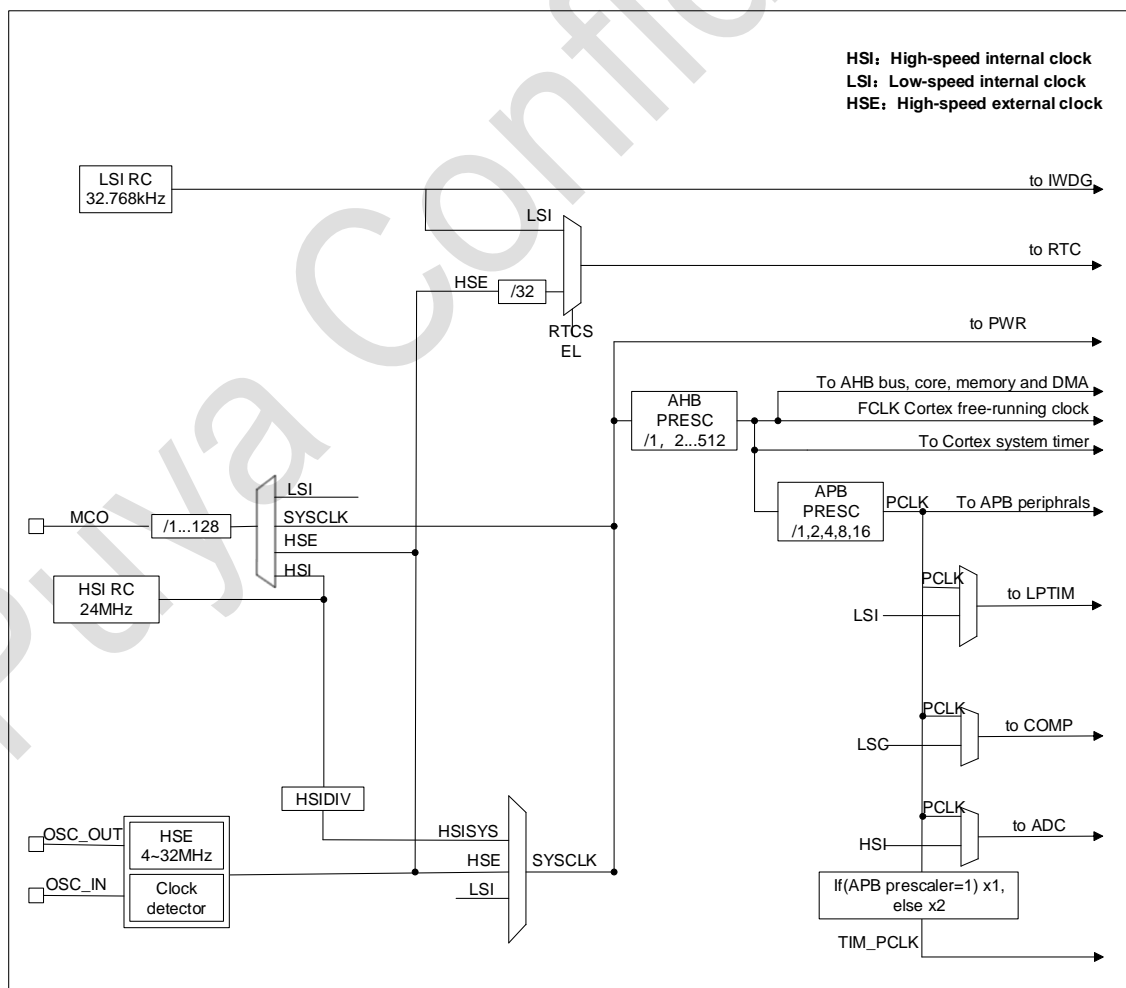 HSI: High-speed internal clock
LSI: Low-speed internal clock
HSE: High-speed external clock
LSI RC
32.768kHz
to IWDG
LSI
to RTC
HSE
/32
RTCS
EL
to PWR
To AHB bus, core, memory and DMA
AHB
PRESC
/1, 2...512
FCLK Cortex free-running clock
To Cortex system timer
LSI
APB
PRESC
/1,2,4,8,16
PCLK
To APB periphrals
MCO
/1...128
SYSCLK
HSE
HSI
HSI RC
24MHz
PCLK
to LPTIM
LSI
PCLK
to COMP
LSC
HSIDIV
PCLK
to ADC
HSI
OSC_OUT
HSE
4~32MHz
HSISYS
HSE
SYSCLK
OSC_IN
Clock
detector
LSI
If(APB prescaler=1) x1,
else x2
TIM_PCLK
Puya Confi